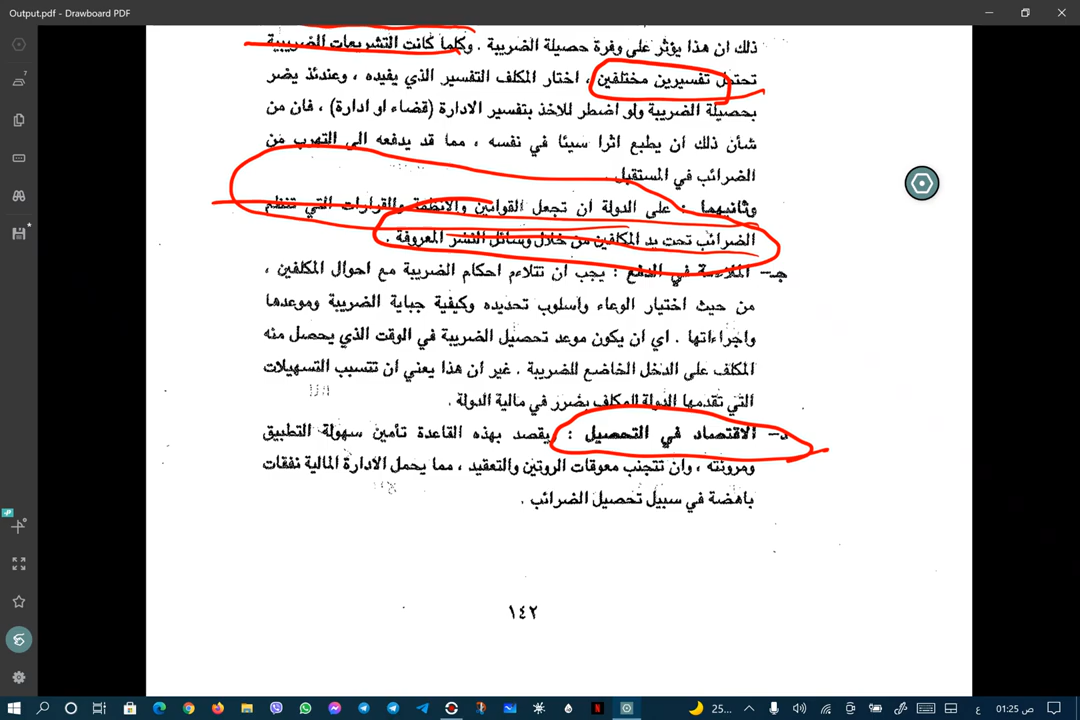 Output.pdf - Drawboard PDF
ذلك ان هذا يؤثر على وفرة حصيلة الضريبة . وكلما كانت التشريعات الضريبية
تحتمل تفسيرين مختلفين ، اختار المكلف التفسير الذي يفيده ، وعندئذ يضر
بحصيلة الضريبة ولو اضطر للاخذ بتفسير الادارة (قضاء او ادارة) ، فان من
شأن ذلك ان يطبع اثرا سيئا في نفسه ، مما قد يدفعه الى التهرب من
الضرائب في المستقبل .
وثانيهما : على الدولة ان تجعل القوانين والانظمة والقرارات التي تنظم
الضرائب تحت يد المكلفين من خلال وسائل النشر المعروفة .
جـ- الملاءمة في الدفع : يجب ان تتلاءم احكام الضريبة مع احوال المكلفين ،
من حيث اختيار الوعاء واسلوب تحديده وكيفية جباية الضريبة وموعدها
واجراءاتها . اي ان يكون موعد تحصيل الضريبة في الوقت الذي يحصل منه
المكلف على الدخل الخاضع للضريبة . غير ان هذا يعني ان تتسبب التسهيلات
التي تقدمها الدولة المكلف بضرر في مالية الدولة .
د- الاقتصاد في التحصيل : يقصد بهذه القاعدة تأمين سهولة التطبيق
ومرونته ، وان تتجنب معوقات الروتين والتعقيد ، مما يحمل الادارة المالية نفقات
باهضة في سبيل تحصيل الضرائب .
١٤٢
7
25...
ع
01:25 ص